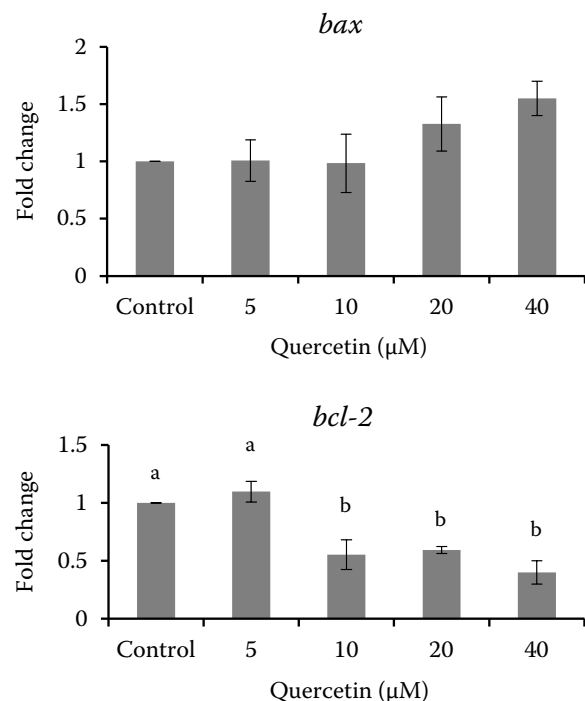 bax
2
1.5
1
0.5
0
Fold change
Control 5 10 20 40
Quercetin (µM)
bcl-2
1.5
1
0.5
0
Fold change
a a b b b
Control 5 10 20 40
Quercetin (µM)